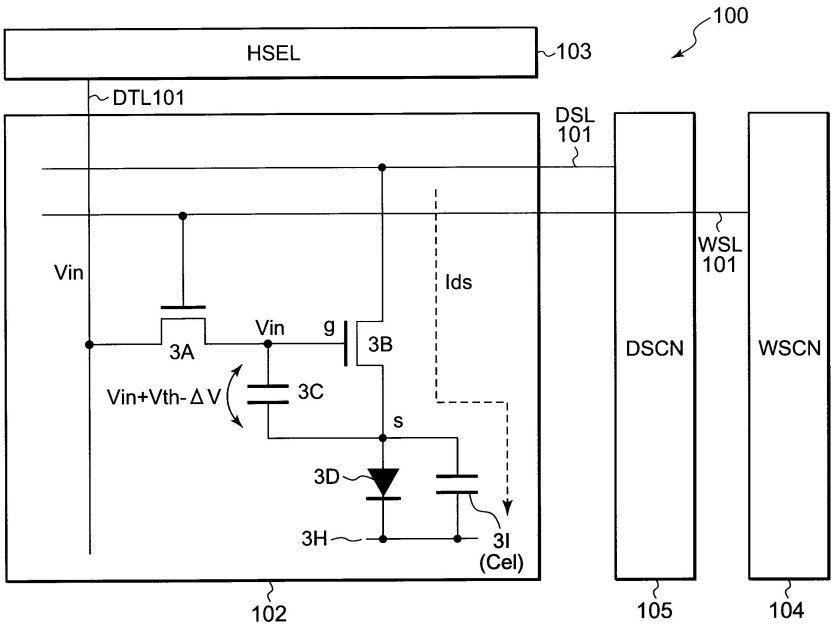 100
HSEL
103
DTL101
DSL
101
WSL
101
Vin
Ids
Vin
g
3A
3B
DSCN
WSCN
3C
Vin+Vth-ΔV
s
3D
3H
3I
(Cel)
102
105
104